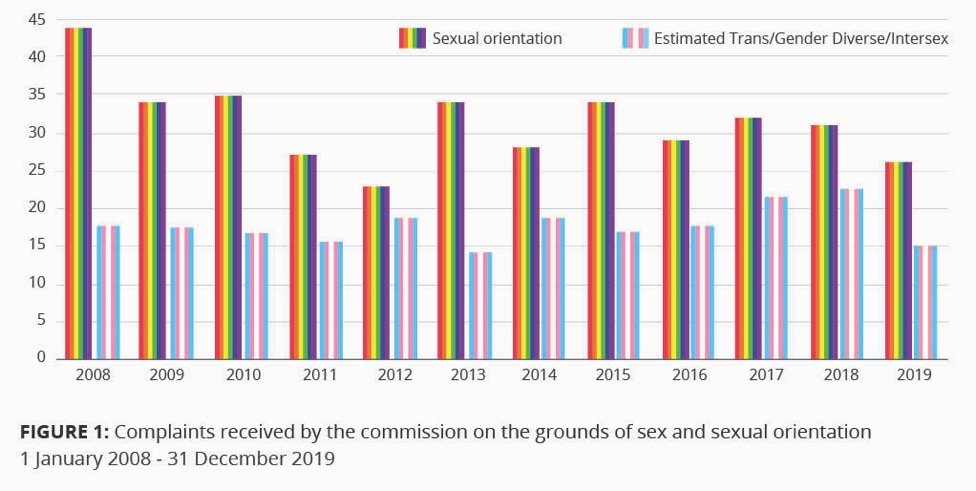 45
40
35
30
25
20
15
10
5
0
Sexual orientation
Estimated Trans/Gender Diverse/Intersex
2008 2009 2010 2011 2012 2013 2014 2015 2016 2017 2018 2019
FIGURE 1: Complaints received by the commission on the grounds of sex and sexual orientation
1 January 2008 - 31 December 2019